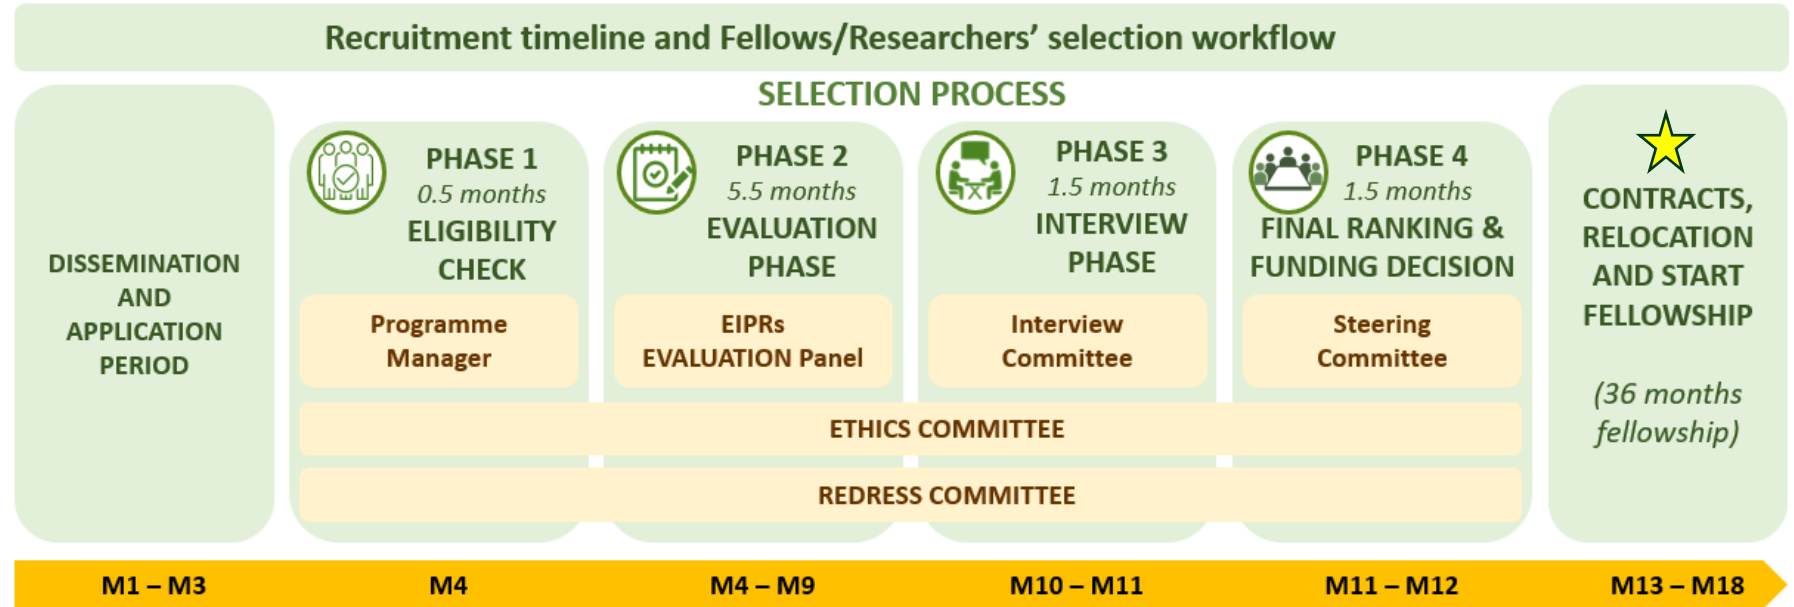 Recruitment timeline and Fellows/Researchers’ selection workflow
SELECTION PROCESS
DISSEMINATION
AND
APPLICATION
PERIOD
PHASE 1
0.5 months
ELIGIBILITY
CHECK
Programme
Manager
PHASE 2
5.5 months
EVALUATION
PHASE
EIPRs
EVALUATION Panel
PHASE 3
1.5 months
INTERVIEW
PHASE
Interview
Committee
PHASE 4
1.5 months
FINAL RANKING &
FUNDING DECISION
Steering
Committee
ETHICS COMMITTEE
REDRESS COMMITTEE
CONTRACTS,
RELOCATION
AND START
FELLOWSHIP
(36 months
fellowship)
M1 – M3
M4
M4 – M9
M10 – M11
M11 – M12
M13 – M18